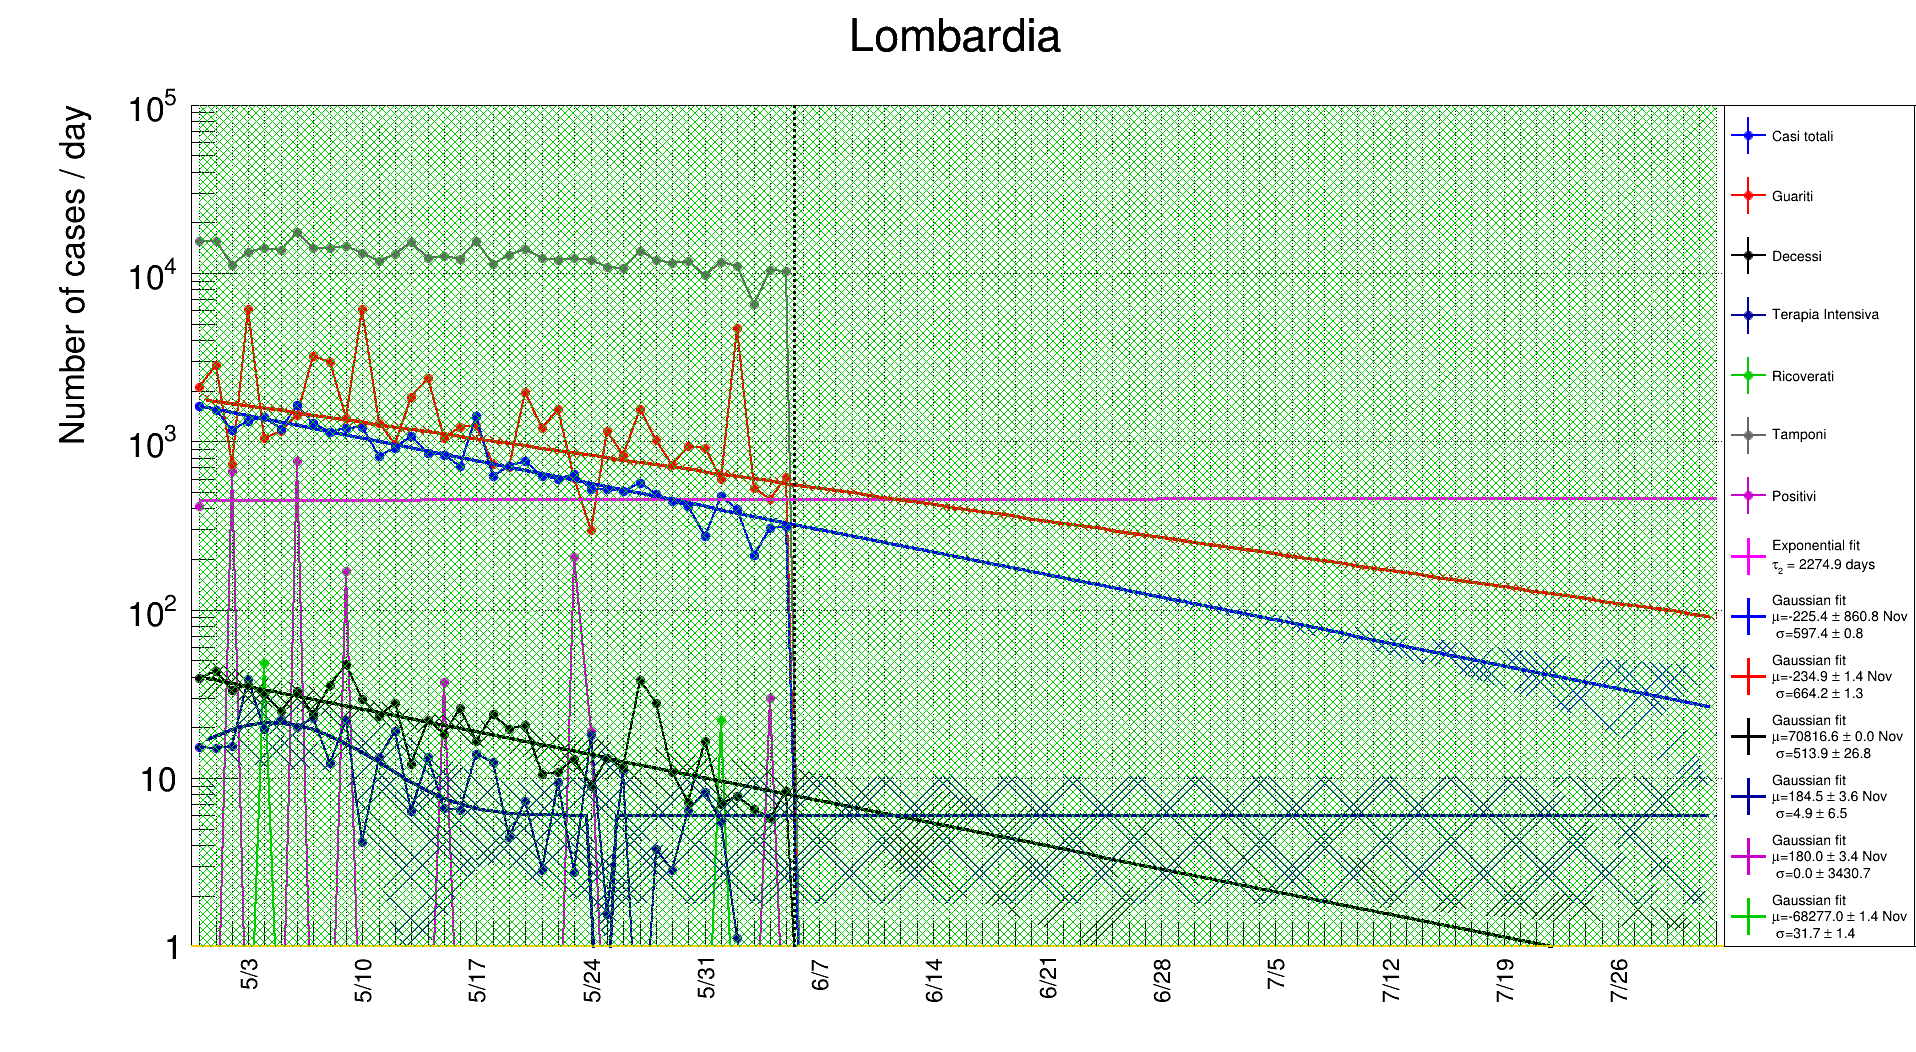 Lombardia
Number of cases / day
10^5
10^4
10^3
10^2
10
1
5/3
5/10
5/17
5/24
5/31
6/7
6/14
6/21
6/28
7/5
7/12
7/19
7/26
Casi totali
Guariti
Decessi
Terapia Intensiva
Ricoverati
Tamponi
Positivi
Exponential fit
τ₂ = 2274.9 days
Gaussian fit
μ=-225.4 ± 860.8 Nov
σ=597.4 ± 0.8
Gaussian fit
μ=-234.9 ± 1.4 Nov
σ=664.2 ± 1.3
Gaussian fit
μ=70816.6 ± 0.0 Nov
σ=513.9 ± 26.8
Gaussian fit
μ=184.5 ± 3.6 Nov
σ=4.9 ± 6.5
Gaussian fit
μ=180.0 ± 3.4 Nov
σ=0.0 ± 3430.7
Gaussian fit
μ=-68277.0 ± 1.4 Nov
σ=31.7 ± 1.4